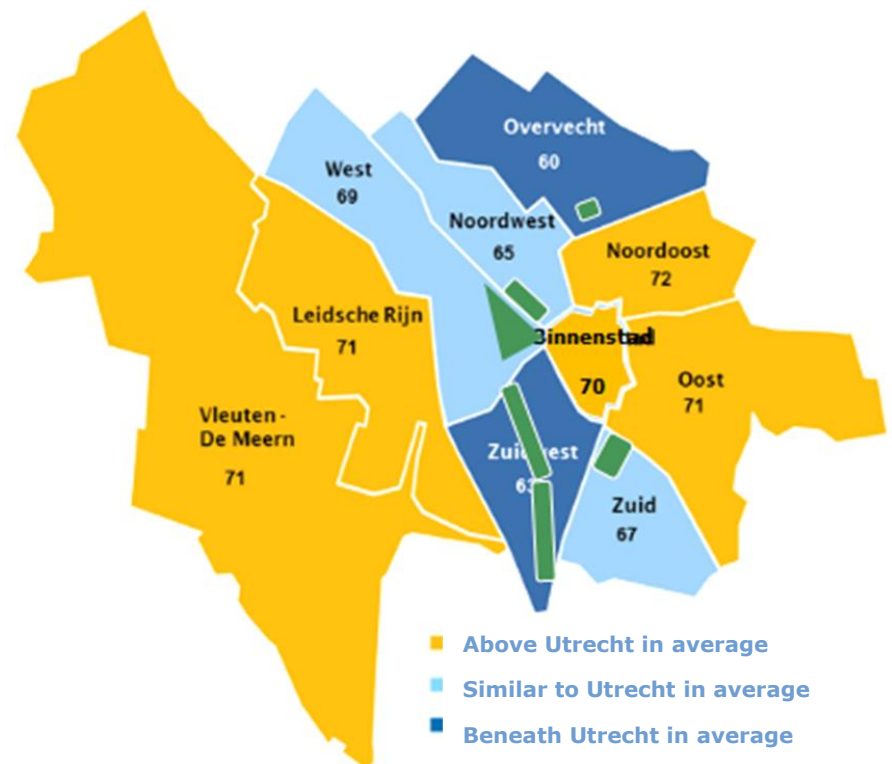 Overvecht
60
West
69
Noordwest
65
Noordoost
72
Leidsche Rijn
71
Binnenstad
70
Oost
71
Vleuten -
De Meern
71
Zuid
67
Above Utrecht in average
Similar to Utrecht in average
Beneath Utrecht in average